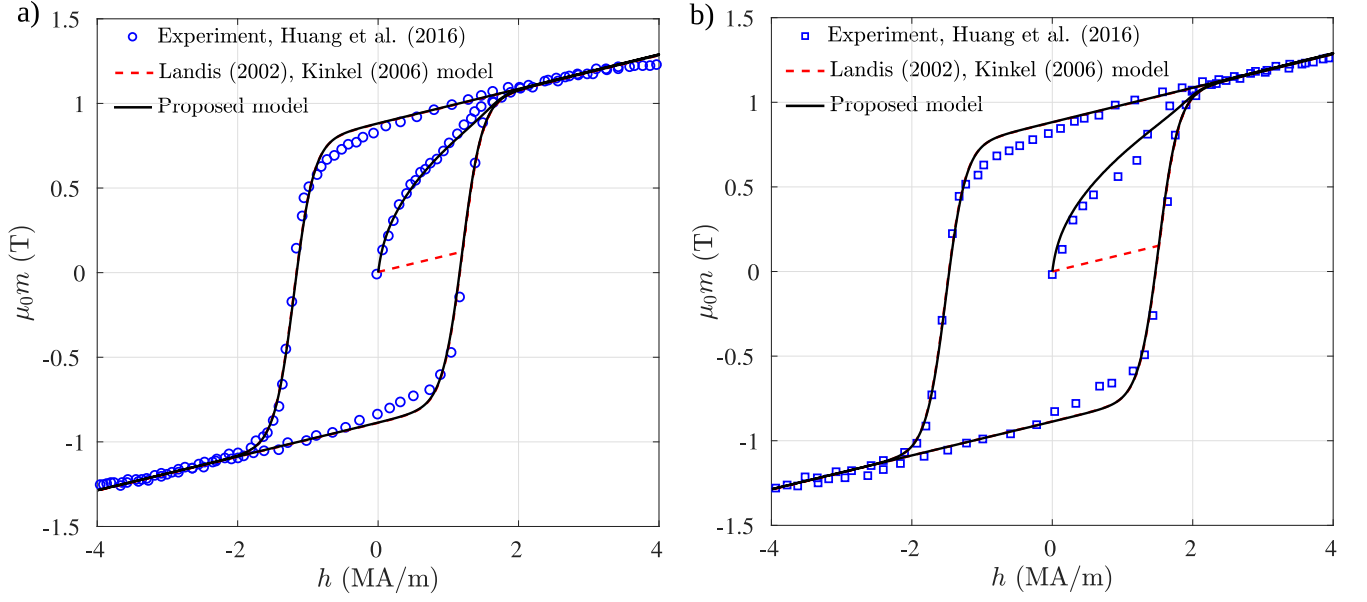 a)
1.5
1
0.5
0
-0.5
-1
-1.5
μ₀m (T)
Experiment, Huang et al. (2016)
Landis (2002), Kinkel (2006) model
Proposed model
-4
-2
0
2
4
h (MA/m)
b)
1.5
1
0.5
0
-0.5
-1
-1.5
μ₀m (T)
Experiment, Huang et al. (2016)
Landis (2002), Kinkel (2006) model
Proposed model
-4
-2
0
2
4
h (MA/m)